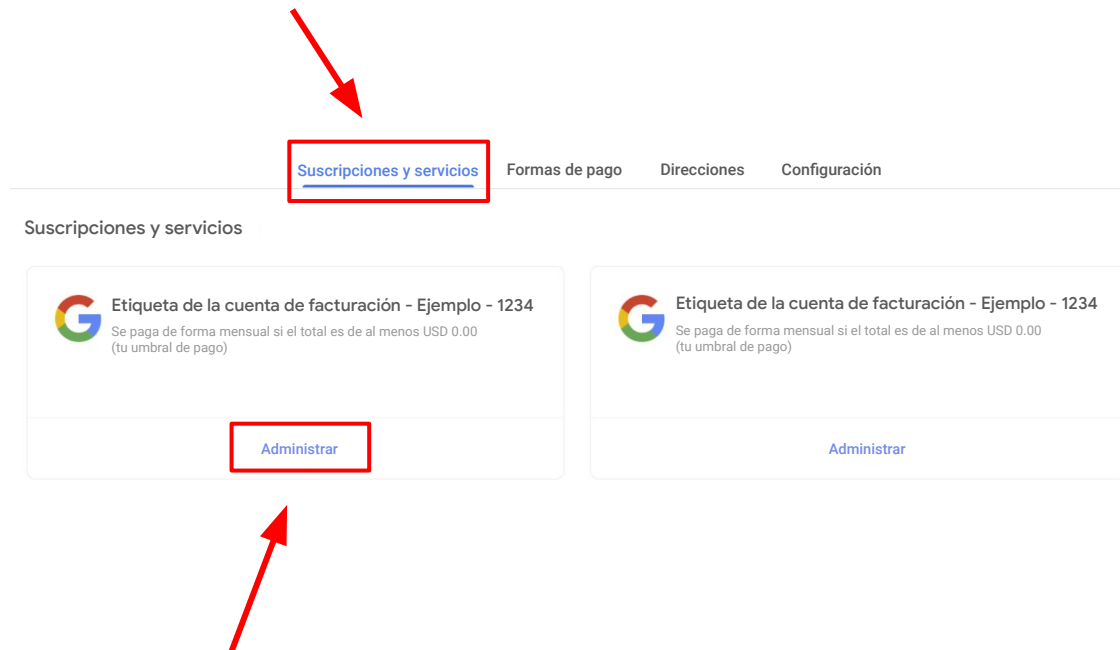 Suscripciones y servicios
Formas de pago
Direcciones
Configuración
Suscripciones y servicios
Etiqueta de la cuenta de facturación - Ejemplo - 1234
Se paga de forma mensual si el total es de al menos USD 0.00
(tu umbral de pago)
Administrar
Etiqueta de la cuenta de facturación - Ejemplo - 1234
Se paga de forma mensual si el total es de al menos USD 0.00
(tu umbral de pago)
Administrar